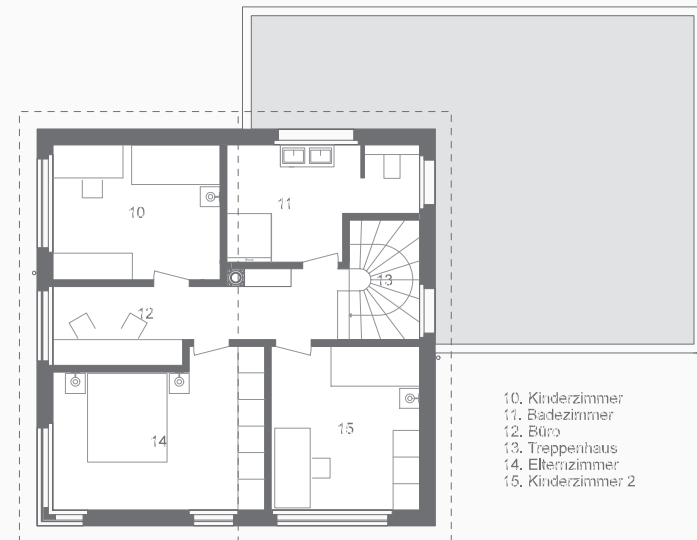 10
11
13
12
14
15
10. Kinderzimmer
11. Badezimmer
12. Büro
13. Treppenhaus
14. Elternzimmer
15. Kinderzimmer 2